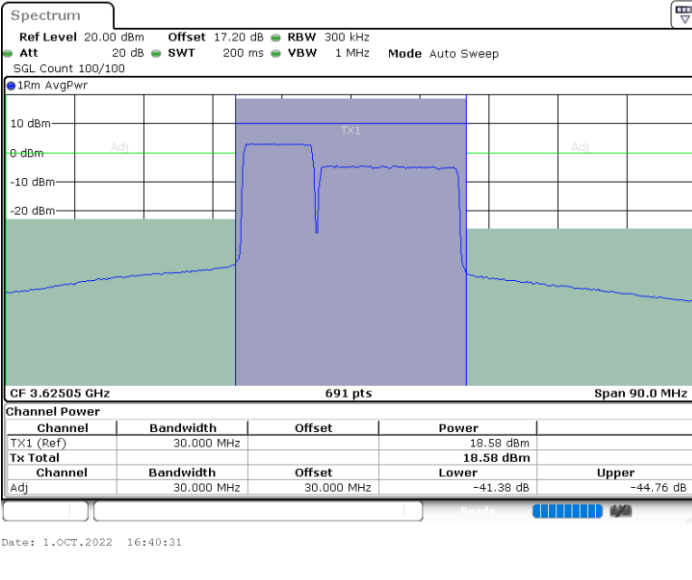 Spectrum
Ref Level 20.00 dBm Offset 17.20 dB RBW 300 kHz
Att 20 dB SWT 200 ms VBW 1 MHz Mode Auto Sweep
SGL Count 100/100
1Rm AvgPwr
10 dBm
TX1
Adj
Adj
0 dBm
-10 dBm
-20 dBm
CF 3.62505 GHz 691 pts Span 90.0 MHz
Channel Power
Channel Bandwidth Offset Power
TX1 (Ref) 30.000 MHz 18.58 dBm
Tx Total 18.58 dBm
Channel Bandwidth Offset Lower Upper
Adj 30.000 MHz 30.000 MHz -41.38 dB -44.76 dB
Ready
Date: 1.OCT.2022 16:40:31